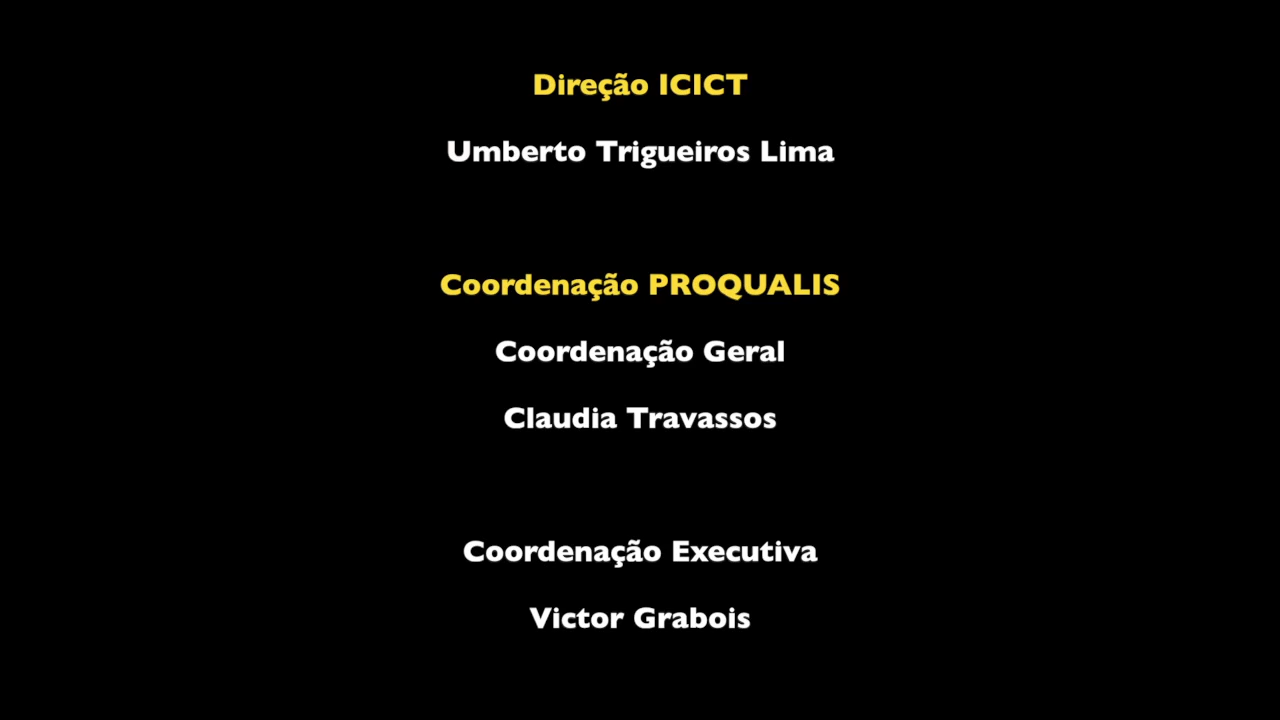 Direção ICICT
Umberto Trigueiros Lima
Coordenação PROQUALIS
Coordenação Geral
Claudia Travassos
Coordenação Executiva
Victor Grabois